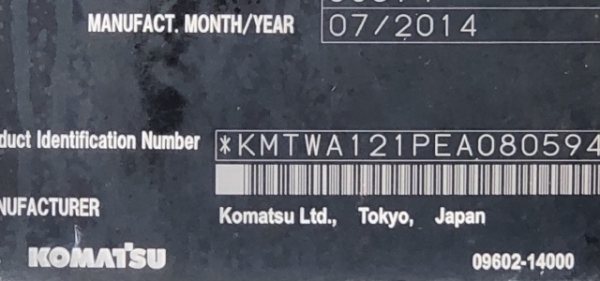 MANUFACT. MONTH/YEAR 07/2014
duct Identification Number *KMTWA121PEA080594
NUFACTURER
Komatsu Ltd., Tokyo, Japan
KOMATSU 09602-14000